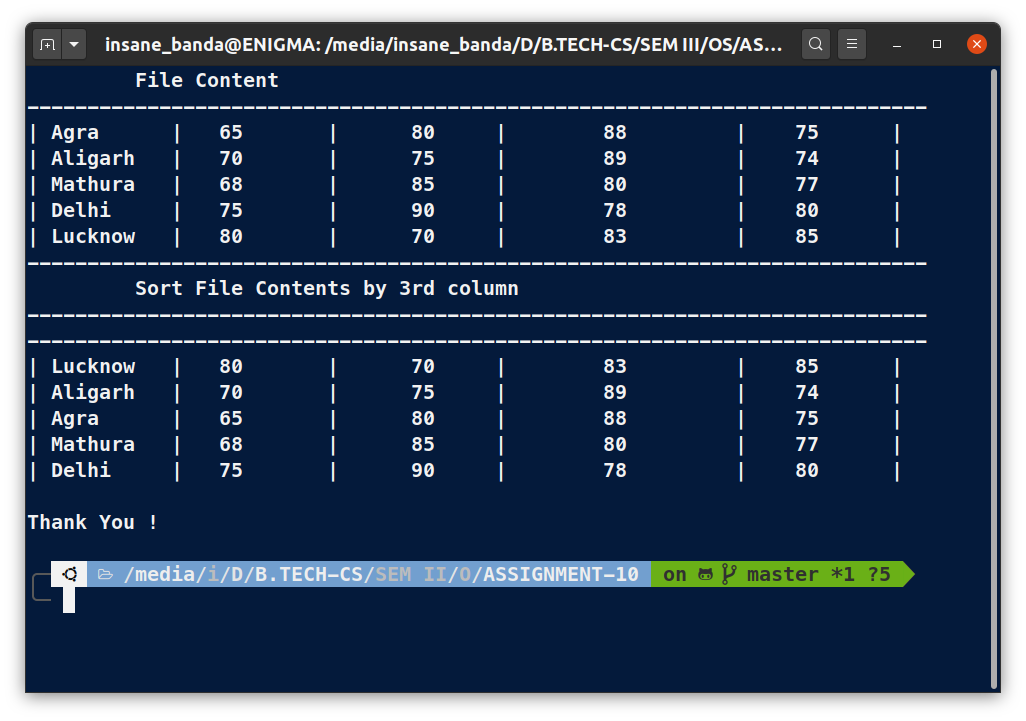 insane_banda@ENIGMA: /media/insane_banda/D/B.TECH-CS/SEM III/OS/AS...
File Content
--------------------------------------------------------------------------
| Agra | 65 | 80 | 88 | 75 |
| Aligarh | 70 | 75 | 89 | 74 |
| Mathura | 68 | 85 | 80 | 77 |
| Delhi | 75 | 90 | 78 | 80 |
| Lucknow | 80 | 70 | 83 | 85 |
--------------------------------------------------------------------------
Sort File Contents by 3rd column
--------------------------------------------------------------------------
--------------------------------------------------------------------------
| Lucknow | 80 | 70 | 83 | 85 |
| Aligarh | 70 | 75 | 89 | 74 |
| Agra | 65 | 80 | 88 | 75 |
| Mathura | 68 | 85 | 80 | 77 |
| Delhi | 75 | 90 | 78 | 80 |
Thank You !
/media/i/D/B.TECH-CS/SEM II/O/ASSIGNMENT-10 on master *1 ?5